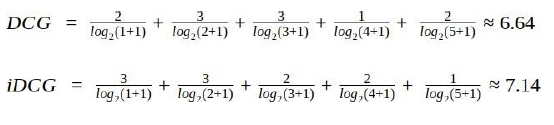 DCG = 2/log₂(1+1) + 3/log₂(2+1) + 3/log₂(3+1) + 1/log₂(4+1) + 2/log₂(5+1) ≈ 6.64
iDCG = 3/log₂(1+1) + 3/log₂(2+1) + 2/log₂(3+1) + 2/log₂(4+1) + 1/log₂(5+1) ≈ 7.14